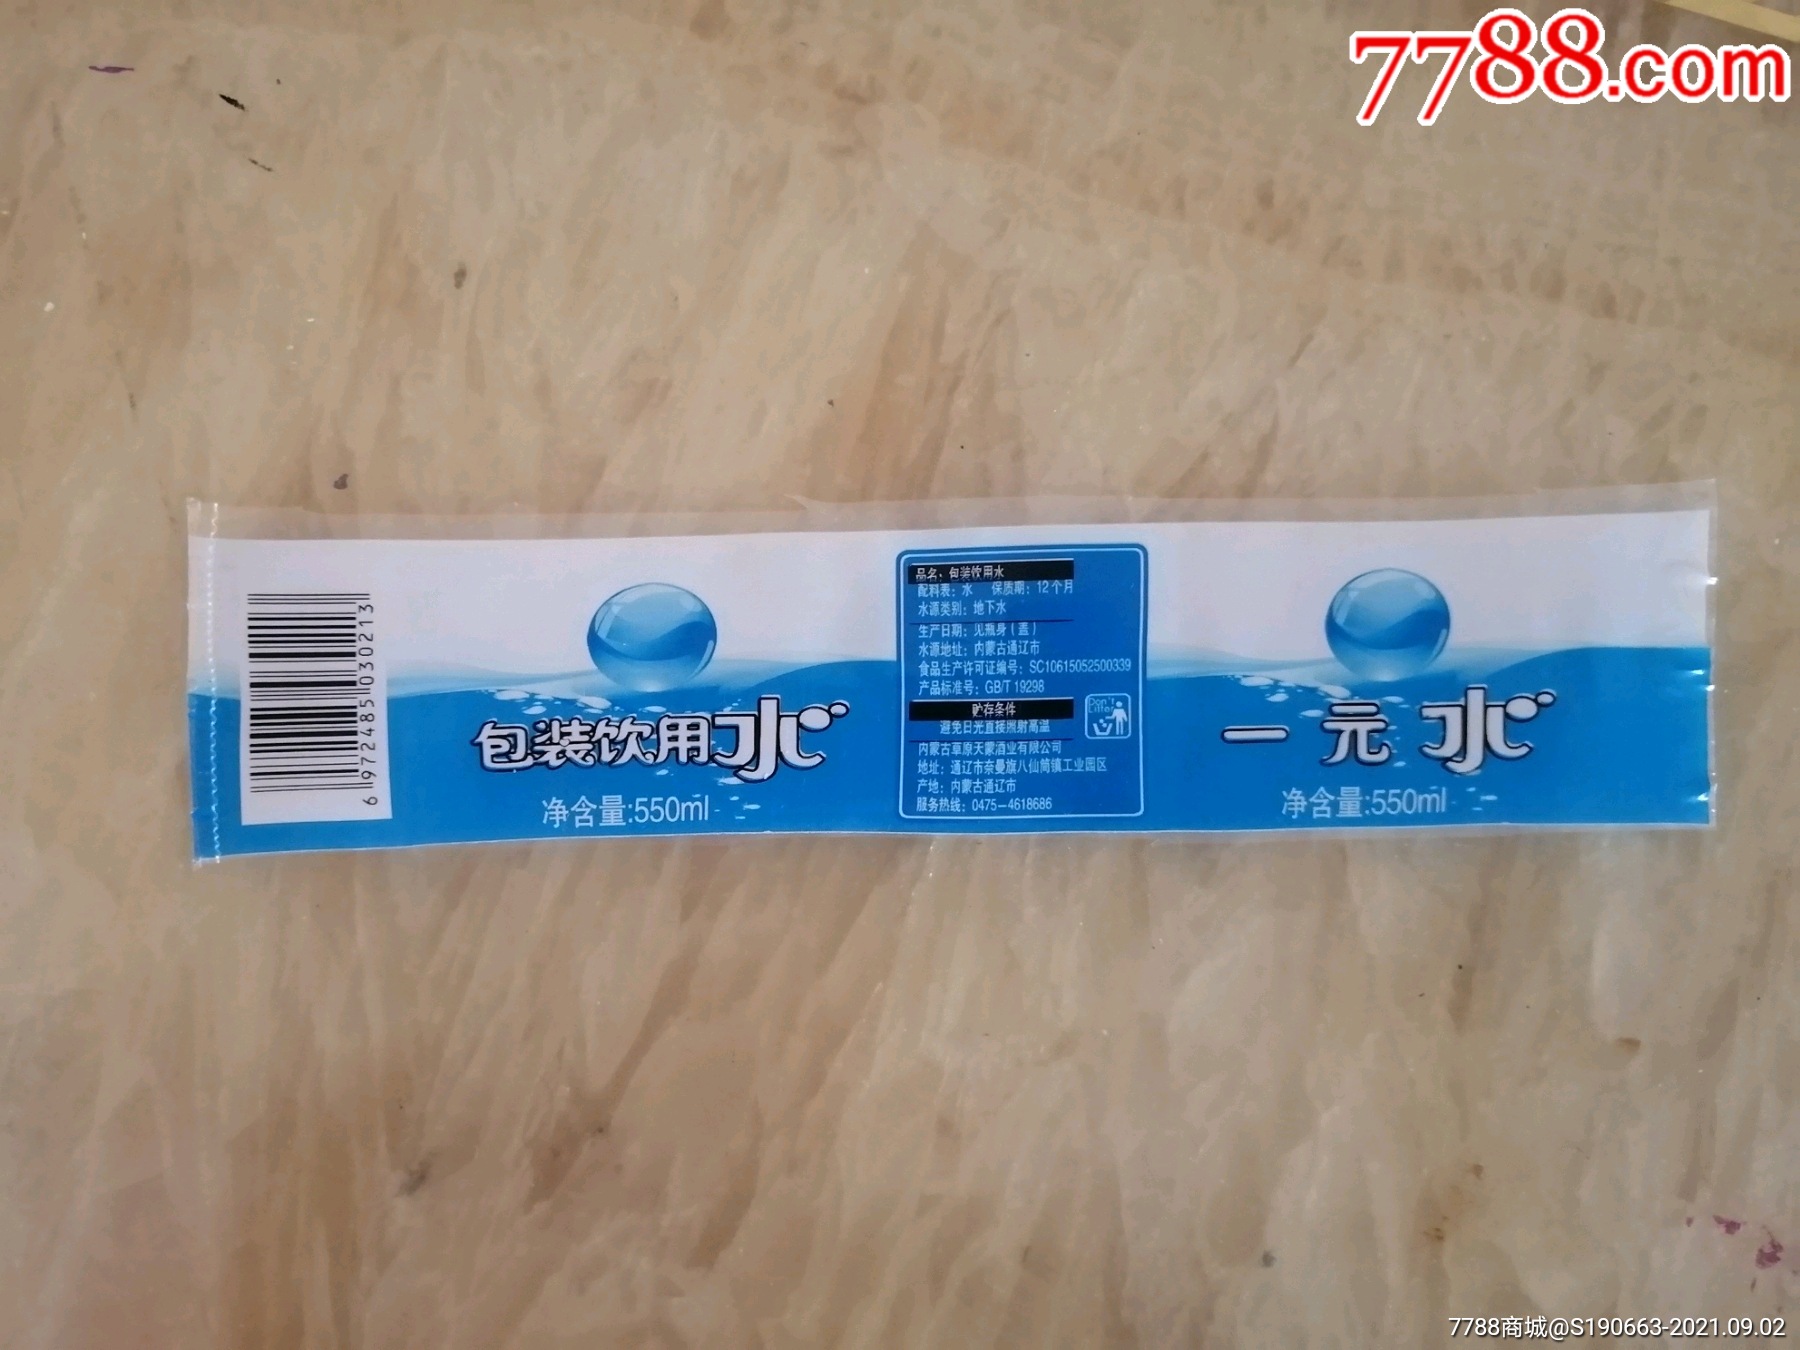 7788.com
6 972485 030213
包装饮用水
净含量:550ml
品名：包装饮用水
配料表：水 保质期：12个月
水源类别：地下水
生产日期：见瓶身（盖）
水源地址：内蒙古通辽市
食品生产许可证编号：SC10615052500339
产品标准号：GB/T 19298
贮存条件
避免日光直接照射高温
内蒙古草原天蒙酒业有限公司
地址：通辽市奈曼旗八仙筒镇工业园区
产地：内蒙古通辽市
服务热线：0475-4618686
Don't
Litter
一元水
净含量:550ml
7788商城@S190663-2021.09.02